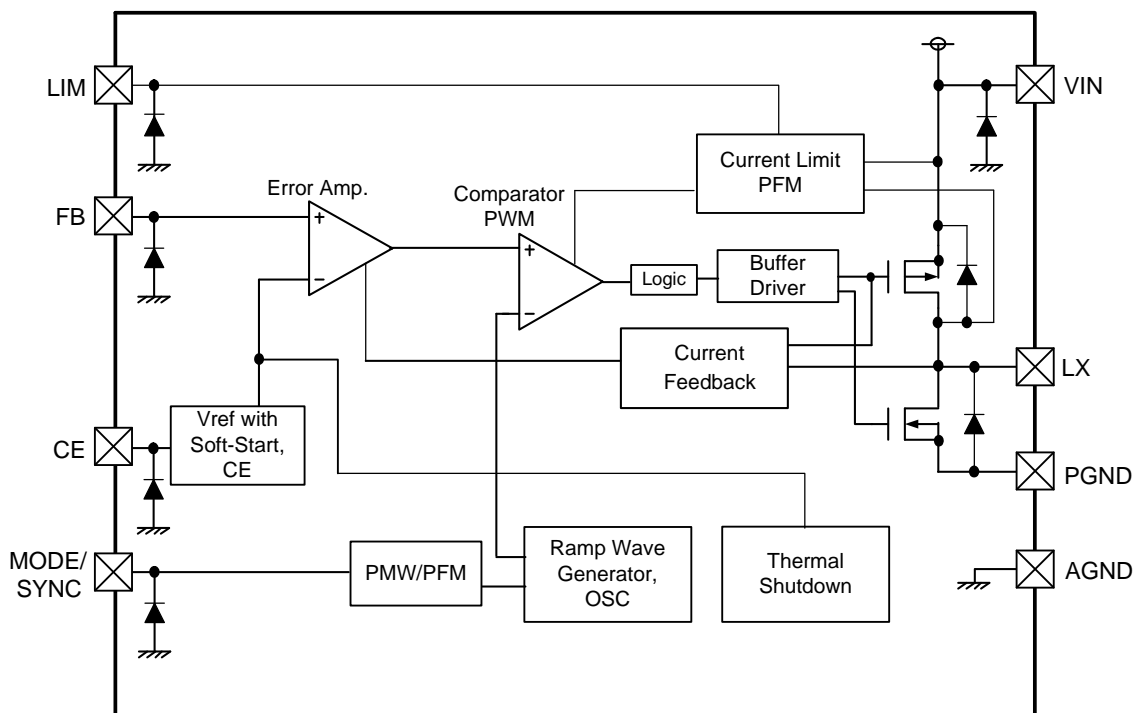 LIM
VIN
Current Limit
PFM
Error Amp.
Comparator
PWM
FB
+
−
+
−
Logic
Buffer
Driver
Current
Feedback
LX
Vref with
Soft-Start,
CE
CE
PGND
MODE/
SYNC
PMW/PFM
Ramp Wave
Generator,
OSC
Thermal
Shutdown
AGND